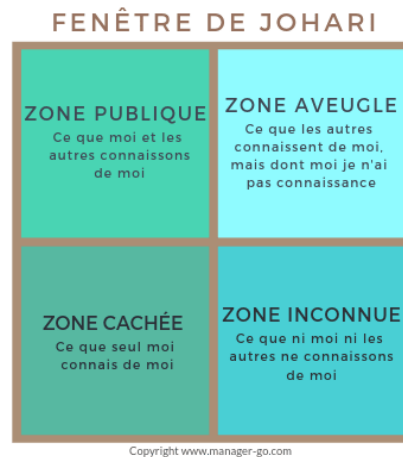 FENÊTRE DE JOHARI
ZONE PUBLIQUE
Ce que moi et les
autres connaissons
de moi
ZONE AVEUGLE
Ce que les autres
connaissent de moi,
mais dont moi je n'ai
pas connaissance
ZONE CACHÉE
Ce que seul moi
connais de moi
ZONE INCONNUE
Ce que ni moi ni les
autres ne connaissons
de moi
Copyright www.manager-go.com